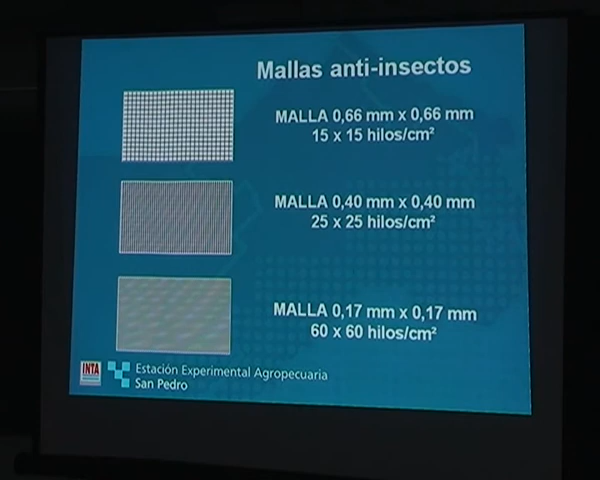 Mallas anti-insectos
MALLA 0,66 mm x 0,66 mm
15 x 15 hilos/cm²
MALLA 0,40 mm x 0,40 mm
25 x 25 hilos/cm²
MALLA 0,17 mm x 0,17 mm
60 x 60 hilos/cm²
INTA
Estación Experimental Agropecuaria
San Pedro